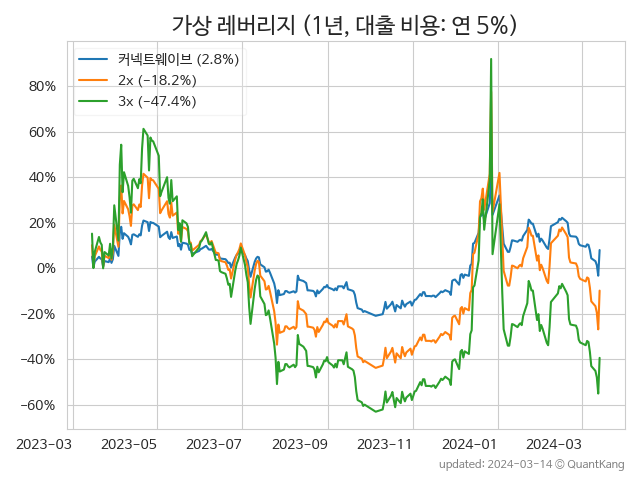 가상 레버리지 (1년, 대출 비용: 연 5%)
커넥트웨이브 (2.8%)
2x (−18.2%)
3x (−47.4%)
80%
60%
40%
20%
0%
−20%
−40%
−60%
2023-03 2023-05 2023-07 2023-09 2023-11 2024-01 2024-03
updated: 2024-03-14 © QuantKang